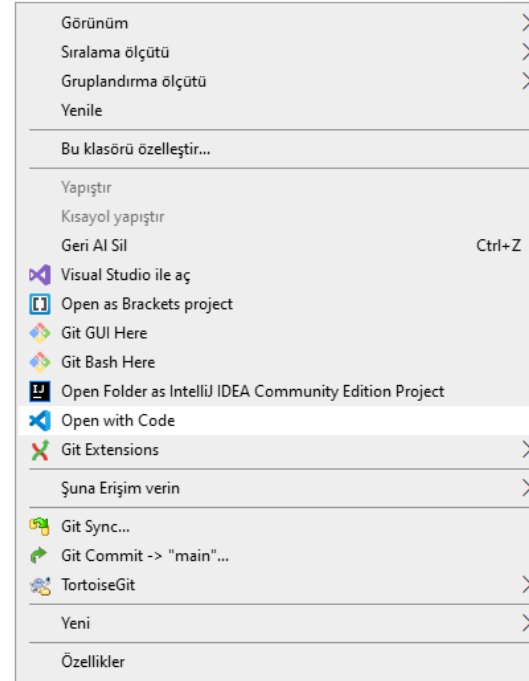 Görünüm
Sıralama ölçütü
Gruplandırma ölçütü
Yenile
Bu klasörü özelleştir...
Yapıştır
Kısayol yapıştır
Geri Al Sil Ctrl+Z
Visual Studio ile aç
Open as Brackets project
Git GUI Here
Git Bash Here
Open Folder as IntelliJ IDEA Community Edition Project
Open with Code
Git Extensions
Şuna Erişim verin
Git Sync...
Git Commit -> "main"...
TortoiseGit
Yeni
Özellikler